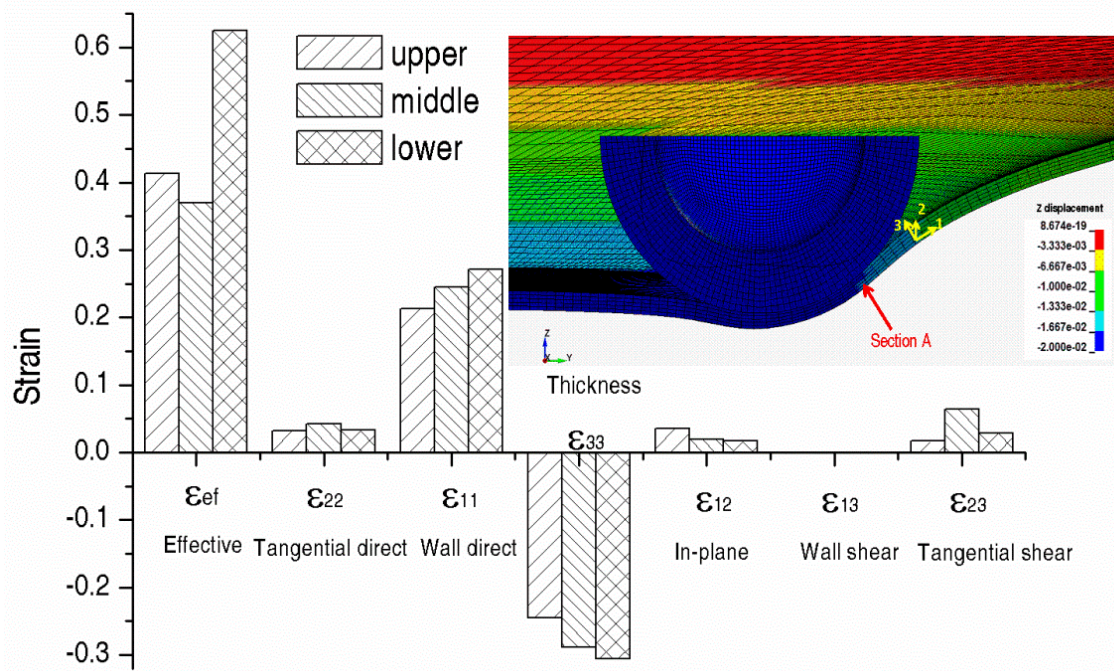 0.6
0.5
0.4
0.3
0.2
0.1
0.0
-0.1
-0.2
-0.3
Strain
upper
middle
lower
3
2
1
Z displacement
8.674e-19
-3.333e-03
-6.667e-03
-1.000e-02
-1.333e-02
-1.667e-02
-2.000e-02
Section A
Z
X
Y
Thickness
ε33
εef
ε22
ε11
ε12
ε13
ε23
Effective
Tangential direct
Wall direct
In-plane
Wall shear
Tangential shear